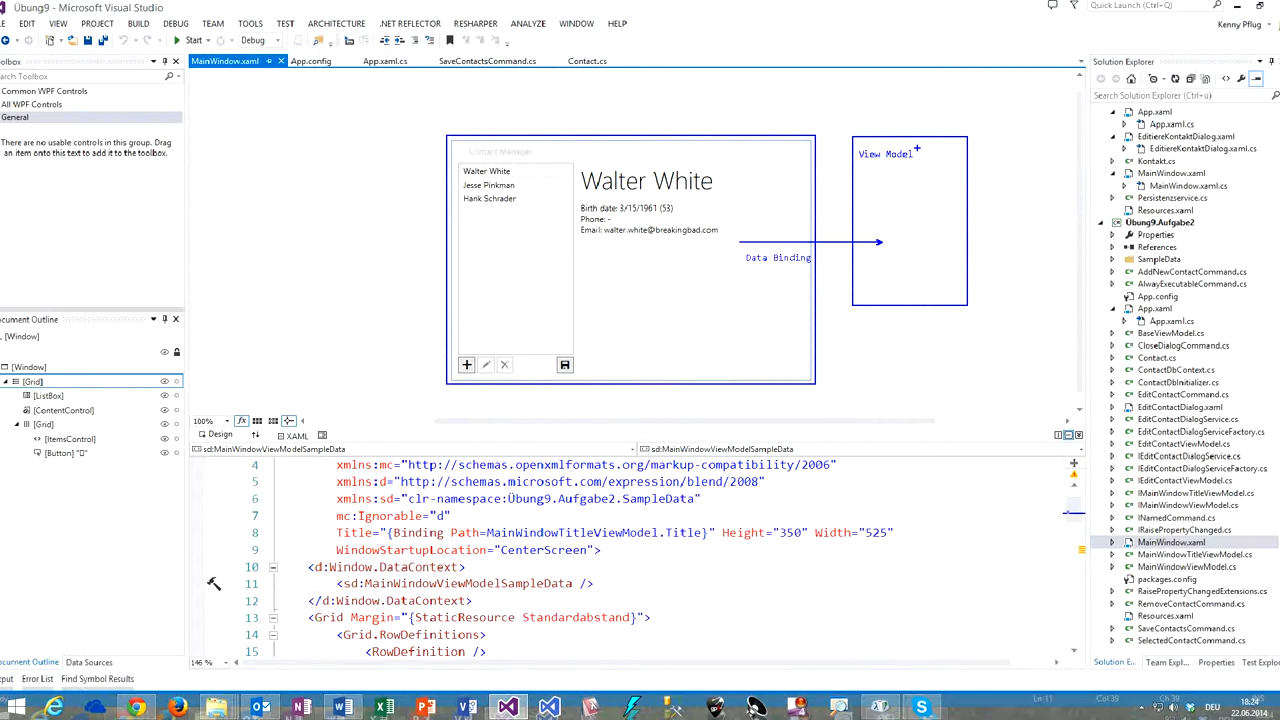 Übung9 - Microsoft Visual Studio
Quick Launch (Ctrl+Q)
EDIT VIEW PROJECT BUILD DEBUG TEAM TOOLS TEST ARCHITECTURE .NET REFLECTOR RESHARPER ANALYZE WINDOW HELP
Kenny Pflug
Start Debug
oolbox
MainWindow.xaml App.config App.xaml.cs SaveContactsCommand.cs Contact.cs
Solution Explorer
earch Toolbox
Common WPF Controls
All WPF Controls
General
There are no usable controls in this group. Drag
an item onto this text to add it to the toolbox.
ocument Outline
[Window]
[Window]
[Grid]
[ListBox]
[ContentControl]
[Grid]
[ItemsControl]
[Button] "D"
ocument Outline Data Sources
tput Error List Find Symbol Results
Contact Manager
Walter White
Jesse Pinkman
Hank Schrader
Walter White
Birth date: 3/15/1961 (53)
Phone: -
Email: walter.white@breakingbad.com
Data Binding
View Model
100%
Design XAML
sd:MainWindowViewModelSampleData sd:MainWindowViewModelSampleData
4 xmlns:mc="http://schemas.openxmlformats.org/markup-compatibility/2006"
5 xmlns:d="http://schemas.microsoft.com/expression/blend/2008"
6 xmlns:sd="clr-namespace:Übung9.Aufgabe2.SampleData"
7 mc:Ignorable="d"
8 Title="{Binding Path=MainWindowTitleViewModel.Title}" Height="350" Width="525"
9 WindowStartupLocation="CenterScreen">
10 <d:Window.DataContext>
11 <sd:MainWindowViewModelSampleData />
12 </d:Window.DataContext>
13 <Grid Margin="{StaticResource Standardabstand}">
14 <Grid.RowDefinitions>
15 <RowDefinition />
146 %
Search Solution Explorer (Ctrl+ü)
App.xaml
App.xaml.cs
EditiereKontaktDialog.xaml
EditiereKontaktDialog.xaml.cs
Kontakt.cs
MainWindow.xaml
MainWindow.xaml.cs
Persistenzservice.cs
Resources.xaml
Übung9.Aufgabe2
Properties
References
SampleData
AddNewContactCommand.cs
AlwayExecutableCommand.cs
App.config
App.xaml
App.xaml.cs
BaseViewModel.cs
CloseDialogCommand.cs
Contact.cs
ContactDbContext.cs
ContactDbInitializer.cs
EditContactCommand.cs
EditContactDialog.xaml
EditContactDialogService.cs
EditContactDialogServiceFactory.cs
EditContactViewModel.cs
IEditContactDialogService.cs
IEditContactDialogServiceFactory.cs
IEditContactViewModel.cs
IMainWindowTitleViewModel.cs
IMainWindowViewModel.cs
INamedCommand.cs
IRaisePropertyChanged.cs
MainWindow.xaml
MainWindowTitleViewModel.cs
MainWindowViewModel.cs
packages.config
RaisePropertyChangedExtensions.cs
RemoveContactCommand.cs
Resources.xaml
SaveContactsCommand.cs
SelectedContactCommand.cs
Solution E... Team Expl... Properties Test Explor
Ln 11 Col 39 Ch 39
DEU
18:24
22.06.2014